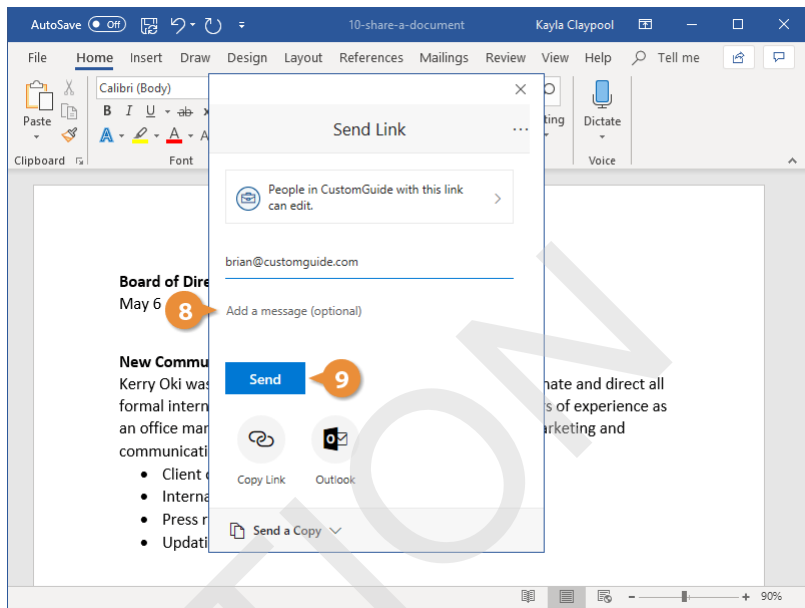 AutoSave Off 10-share-a-document Kayla Claypool
File Home Insert Draw Design Layout References Mailings Review View Help Tell me
Calibri (Body)
Paste B I U ab ting Dictate
A A A
Clipboard Font Voice
Send Link
People in CustomGuide with this link
can edit.
brian@customguide.com
Add a message (optional)
8
Send
9
Copy Link Outlook
Send a Copy
Board of Dire
May 6
New Commu
Kerry Oki was nate and direct all
formal intern rs of experience as
an office mar arketing and
communicati
• Client
• Interna
• Press r
• Updati
90%